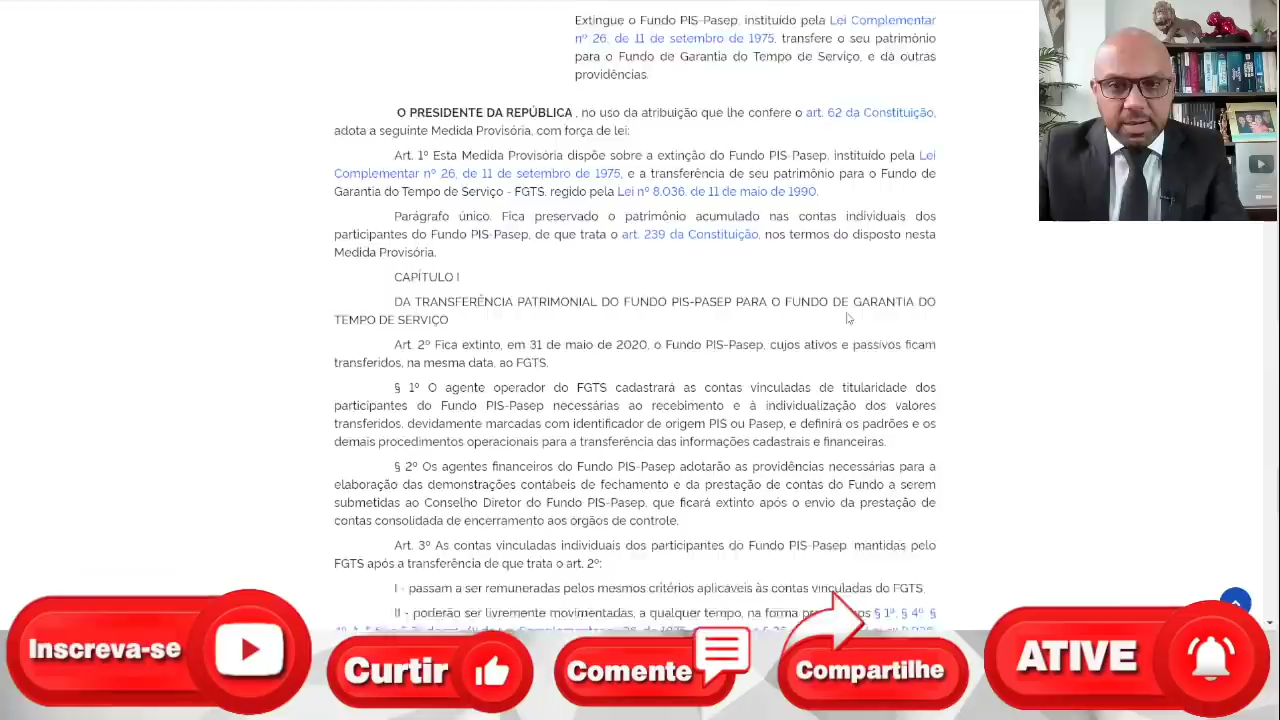 Extingue o Fundo PIS-Pasep, instituído pela Lei Complementar
nº 26, de 11 de setembro de 1975, transfere o seu patrimônio
para o Fundo de Garantia do Tempo de Serviço, e dá outras
providências.
O PRESIDENTE DA REPÚBLICA , no uso da atribuição que lhe confere o art. 62 da Constituição,
adota a seguinte Medida Provisória, com força de lei:
Art. 1º Esta Medida Provisória dispõe sobre a extinção do Fundo PIS-Pasep, instituído pela Lei
Complementar nº 26, de 11 de setembro de 1975, e a transferência de seu patrimônio para o Fundo de
Garantia do Tempo de Serviço - FGTS, regido pela Lei nº 8.036, de 11 de maio de 1990.
Parágrafo único. Fica preservado o patrimônio acumulado nas contas individuais dos
participantes do Fundo PIS-Pasep, de que trata o art. 239 da Constituição, nos termos do disposto nesta
Medida Provisória.
CAPÍTULO I
DA TRANSFERÊNCIA PATRIMONIAL DO FUNDO PIS-PASEP PARA O FUNDO DE GARANTIA DO
TEMPO DE SERVIÇO
Art. 2º Fica extinto, em 31 de maio de 2020, o Fundo PIS-Pasep, cujos ativos e passivos ficam
transferidos, na mesma data, ao FGTS.
§ 1º O agente operador do FGTS cadastrará as contas vinculadas de titularidade dos
participantes do Fundo PIS-Pasep necessárias ao recebimento e à individualização dos valores
transferidos, devidamente marcadas com identificador de origem PIS ou Pasep, e definirá os padrões e os
demais procedimentos operacionais para a transferência das informações cadastrais e financeiras.
§ 2º Os agentes financeiros do Fundo PIS-Pasep adotarão as providências necessárias para a
elaboração das demonstrações contábeis de fechamento e da prestação de contas do Fundo a serem
submetidas ao Conselho Diretor do Fundo PIS-Pasep, que ficará extinto após o envio da prestação de
contas consolidada de encerramento aos órgãos de controle.
Art. 3º As contas vinculadas individuais dos participantes do Fundo PIS-Pasep mantidas pelo
FGTS após a transferência de que trata o art. 2º:
I - passam a ser remuneradas pelos mesmos critérios aplicáveis às contas vinculadas do FGTS.
II - poderão ser livremente movimentadas, a qualquer tempo, na forma § 1º, § 4º, §
Inscreva-se
Curtir
Comente
Compartilhe
ATIVE